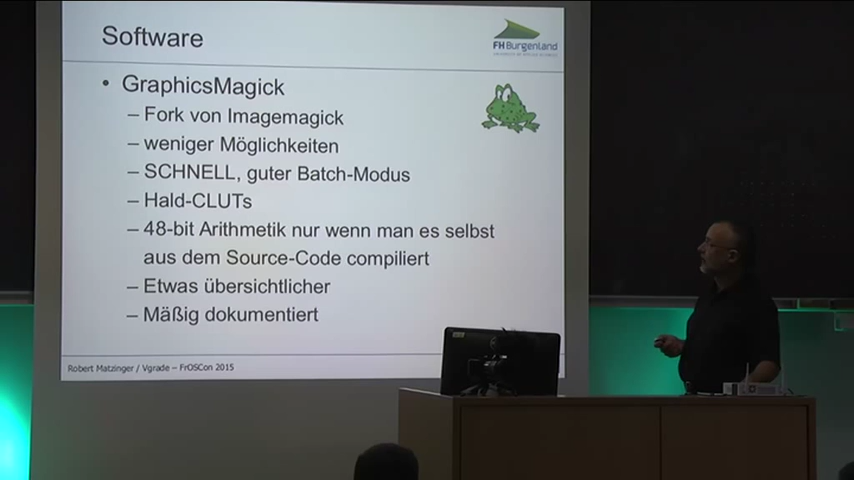 Software
FH Burgenland
• GraphicsMagick
– Fork von Imagemagick
– weniger Möglichkeiten
– SCHNELL, guter Batch-Modus
– Hald-CLUTs
– 48-bit Arithmetik nur wenn man es selbst
aus dem Source-Code compiliert
– Etwas übersichtlicher
– Mäßig dokumentiert
Robert Matzinger / Vgrade – FrOSCon 2015